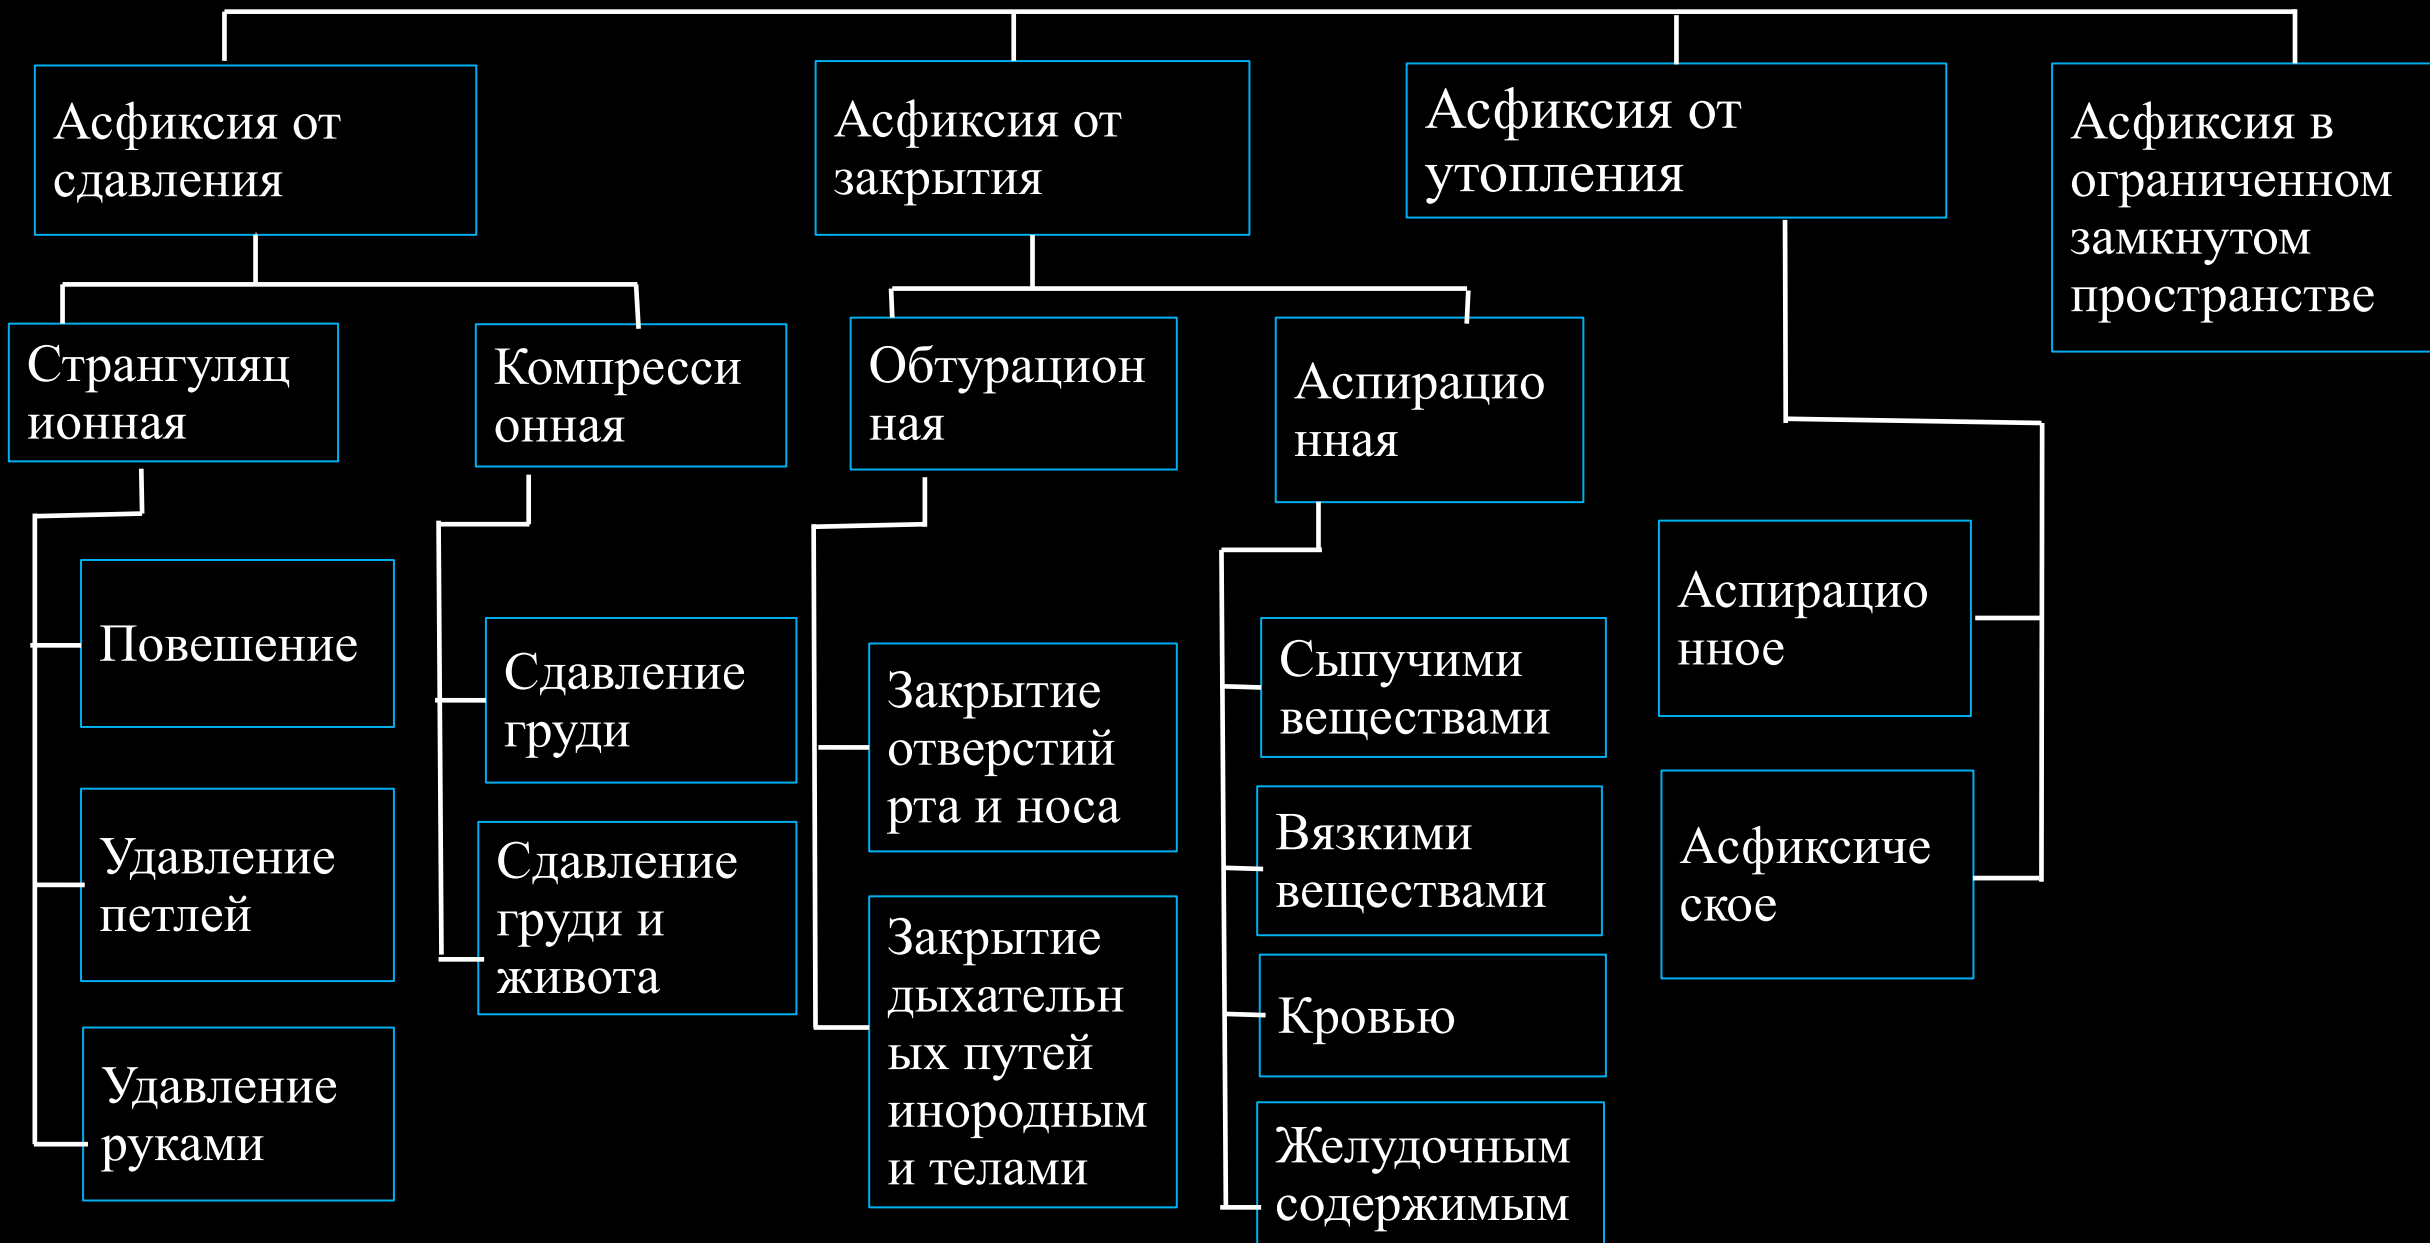 Асфиксия от
сдавления
Асфиксия от
закрытия
Асфиксия от
утопления
Асфиксия в
ограниченном
замкнутом
пространстве
Странгуляц
ионная
Компресси
онная
Обтурацион
ная
Аспирацио
нная
Повешение
Удавление
петлей
Удавление
руками
Сдавление
груди
Сдавление
груди и
живота
Закрытие
отверстий
рта и носа
Закрытие
дыхательн
ых путей
инородным
и телами
Сыпучими
веществами
Вязкими
веществами
Кровью
Желудочным
содержимым
Аспирацио
нное
Асфиксиче
ское